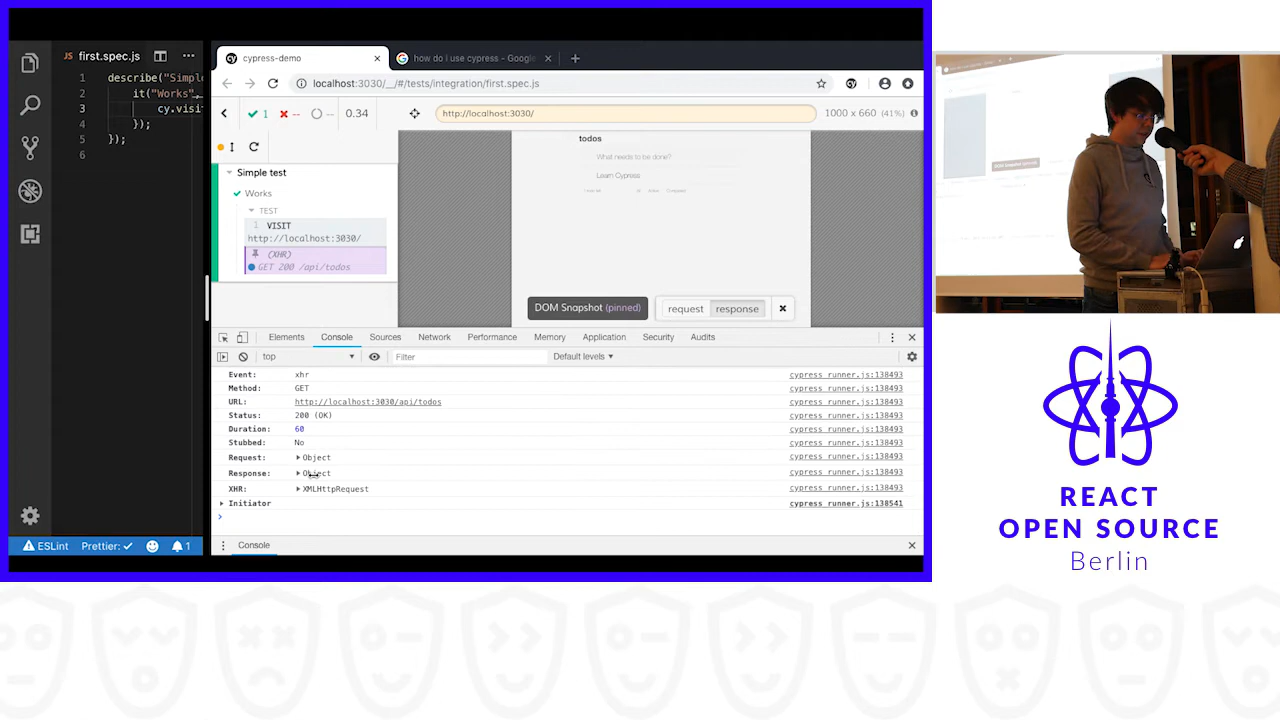 first.spec.js
1 describe("Simpl
2 it("Works",
3 cy.visit
4 });
5 });
6
ESLint Prettier: 1
cypress-demo
how do i use cypress - Google
localhost:3030/__/#/tests/integration/first.spec.js
1 -- -- 0.34
http://localhost:3030/
1000 x 660 (41%)
Simple test
Works
TEST
1 VISIT
http://localhost:3030/
(XHR)
GET 200 /api/todos
todos
What needs to be done?
Learn Cypress
DOM Snapshot (pinned)
request response
Elements Console Sources Network Performance Memory Application Security Audits
top Filter Default levels
Event: xhr cypress_runner.js:138493
Method: GET cypress_runner.js:138493
URL: http://localhost:3030/api/todos cypress_runner.js:138493
Status: 200 (OK) cypress_runner.js:138493
Duration: 60 cypress_runner.js:138493
Stubbed: No cypress_runner.js:138493
Request: Object cypress_runner.js:138493
Response: Object cypress_runner.js:138493
XHR: XMLHttpRequest cypress_runner.js:138493
Initiator cypress_runner.js:138541
Console
REACT
OPEN SOURCE
Berlin